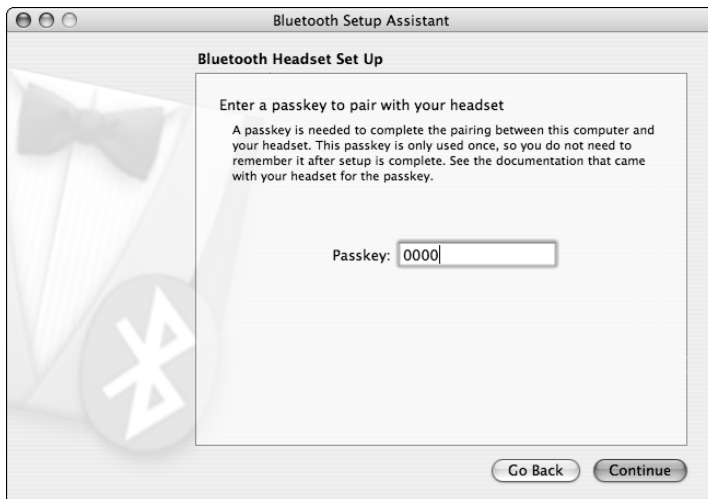 Bluetooth Setup Assistant
Bluetooth Headset Set Up
Enter a passkey to pair with your headset
A passkey is needed to complete the pairing between this computer and
your headset. This passkey is only used once, so you do not need to
remember it after setup is complete. See the documentation that came
with your headset for the passkey.
Passkey: 0000
Go Back Continue